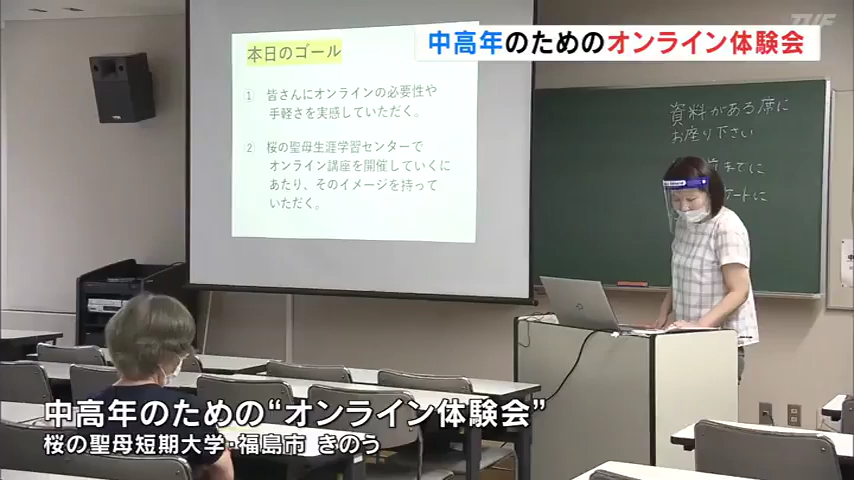 TUF
中高年のためのオンライン体験会
本日のゴール
① 皆さんにオンラインの必要性や
手軽さを実感していただく。
② 桜の聖母生涯学習センターで
オンライン講座を開催していくに
あたり、そのイメージを持って
いただく。
資料がある席に
お座り下さい
前までに
ートに
中高年のための“オンライン体験会”
桜の聖母短期大学・福島市 きのう